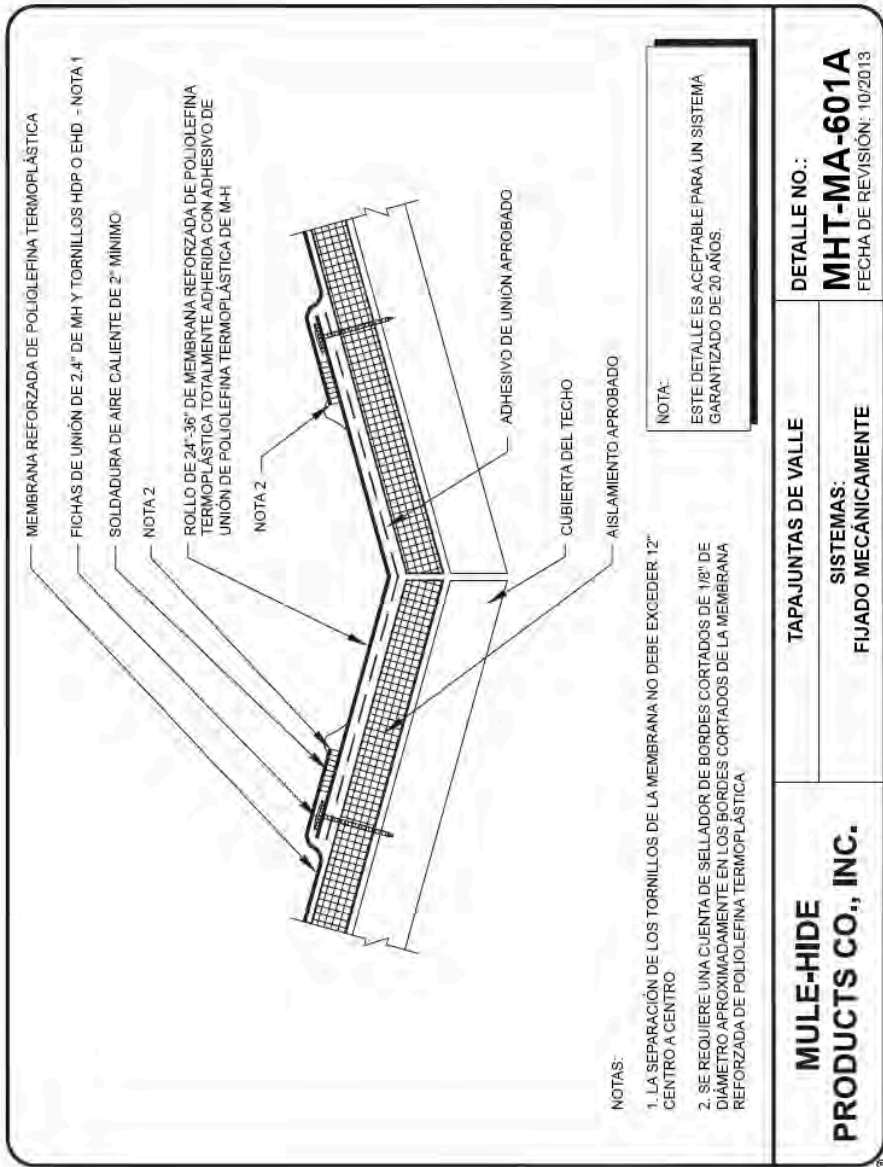 MEMBRANA REFORZADA DE POLIOLEFINA TERMOPLÁSTICA
FICHAS DE UNIÓN DE 2.4" DE MH Y TORNILLOS HDP O EHD - NOTA 1
SOLDADURA DE AIRE CALIENTE DE 2" MÍNIMO
NOTA 2
ROLLO DE 24"-36" DE MEMBRANA REFORZADA DE POLIOLEFINA
TERMOPLÁSTICA TOTALMENTE ADHERIDA CON ADHESIVO DE
UNIÓN DE POLIOLEFINA TERMOPLÁSTICA DE M-H
NOTA 2
ADHESIVO DE UNIÓN APROBADO
CUBIERTA DEL TECHO
AISLAMIENTO APROBADO
NOTAS:
1. LA SEPARACIÓN DE LOS TORNILLOS DE LA MEMBRANA NO DEBE EXCEDER 12"
CENTRO A CENTRO
2. SE REQUIERE UNA CUENTA DE SELLADOR DE BORDES CORTADOS DE 1/8" DE
DIÁMETRO APROXIMADAMENTE EN LOS BORDES CORTADOS DE LA MEMBRANA
REFORZADA DE POLIOLEFINA TERMOPLÁSTICA.
NOTA:
ESTE DETALLE ES ACEPTABLE PARA UN SISTEMA
GARANTIZADO DE 20 AÑOS.
MULE-HIDE
PRODUCTS CO., INC.
TAPAJUNTAS DE VALLE
SISTEMAS:
FIJADO MECÁNICAMENTE
DETALLE NO.:
MHT-MA-601A
FECHA DE REVISIÓN: 10/2013